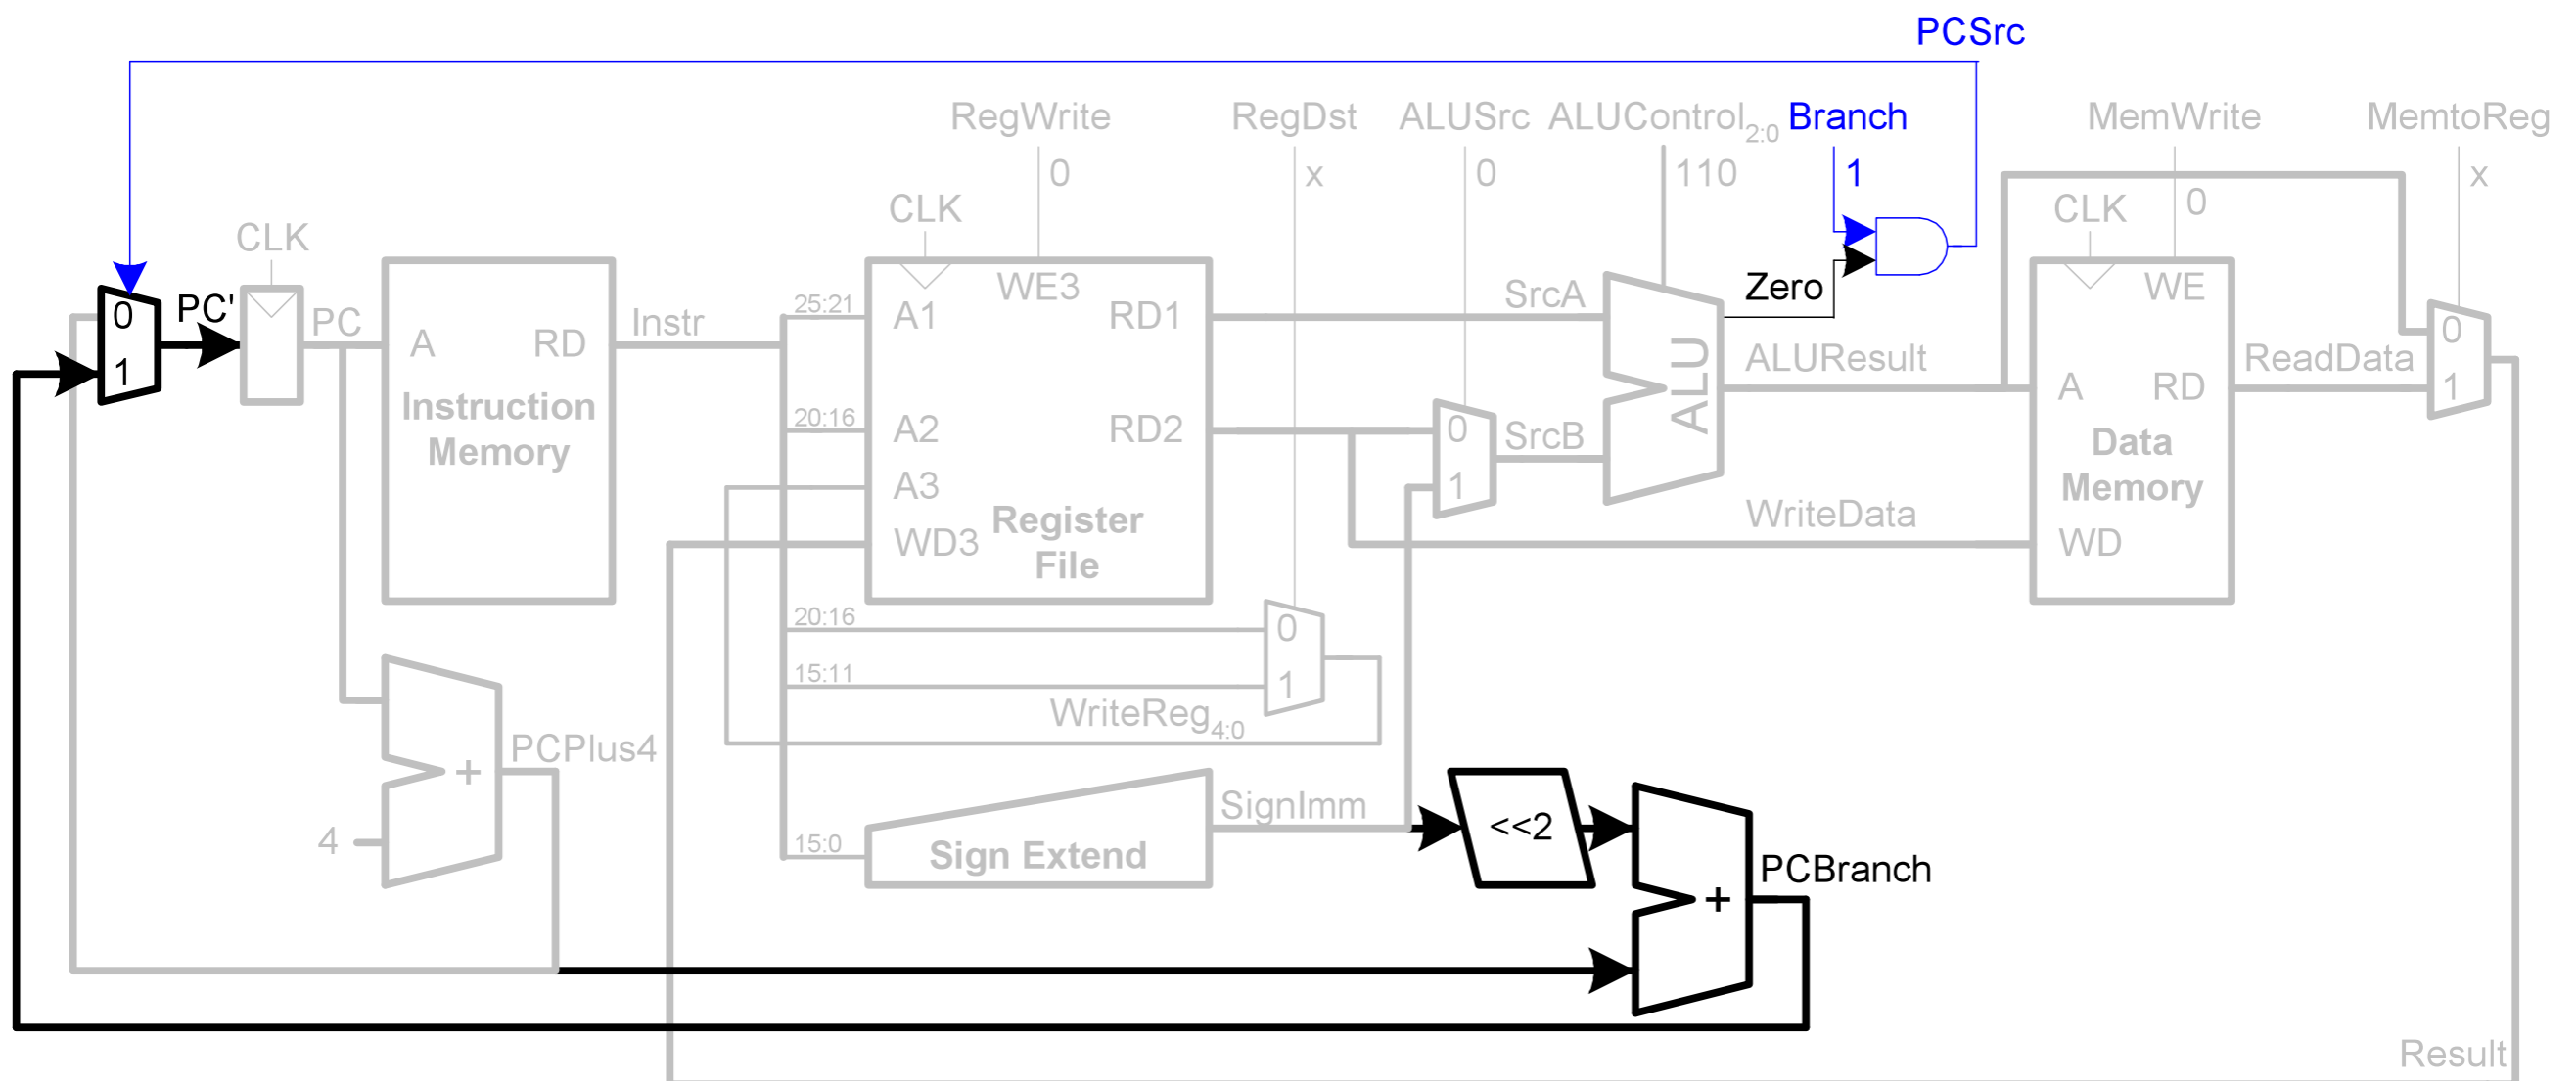 PCSrc
RegWrite
RegDst
ALUSrc
ALUControl2:0
Branch
MemWrite
MemtoReg
0
x
0
110
1
0
x
CLK
CLK
CLK
0
1
PC'
PC
A
RD
Instruction
Memory
Instr
25:21
20:16
A1
A2
A3
WD3
WE3
RD1
RD2
Register
File
SrcA
0
1
SrcB
ALU
Zero
ALUResult
WriteData
WE
A
RD
Data
Memory
WD
ReadData
0
1
20:16
15:11
0
1
WriteReg4:0
PCPlus4
+
4
15:0
Sign Extend
SignImm
<<2
+
PCBranch
Result